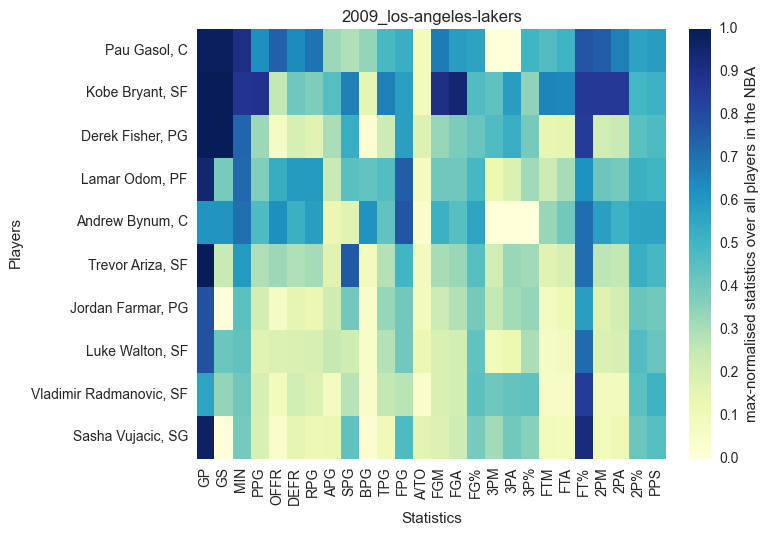 2009_los-angeles-lakers
Players
Pau Gasol, C
Kobe Bryant, SF
Derek Fisher, PG
Lamar Odom, PF
Andrew Bynum, C
Trevor Ariza, SF
Jordan Farmar, PG
Luke Walton, SF
Vladimir Radmanovic, SF
Sasha Vujacic, SG
GP GS MIN PPG OFFR DEFR RPG APG SPG BPG TPG FPG A/TO FGM FGA FG% 3PM 3PA 3P% FTM FTA FT% 2PM 2PA 2P% PPS
Statistics
1.0
0.9
0.8
0.7
0.6
0.5
0.4
0.3
0.2
0.1
0.0
max-normalised statistics over all players in the NBA